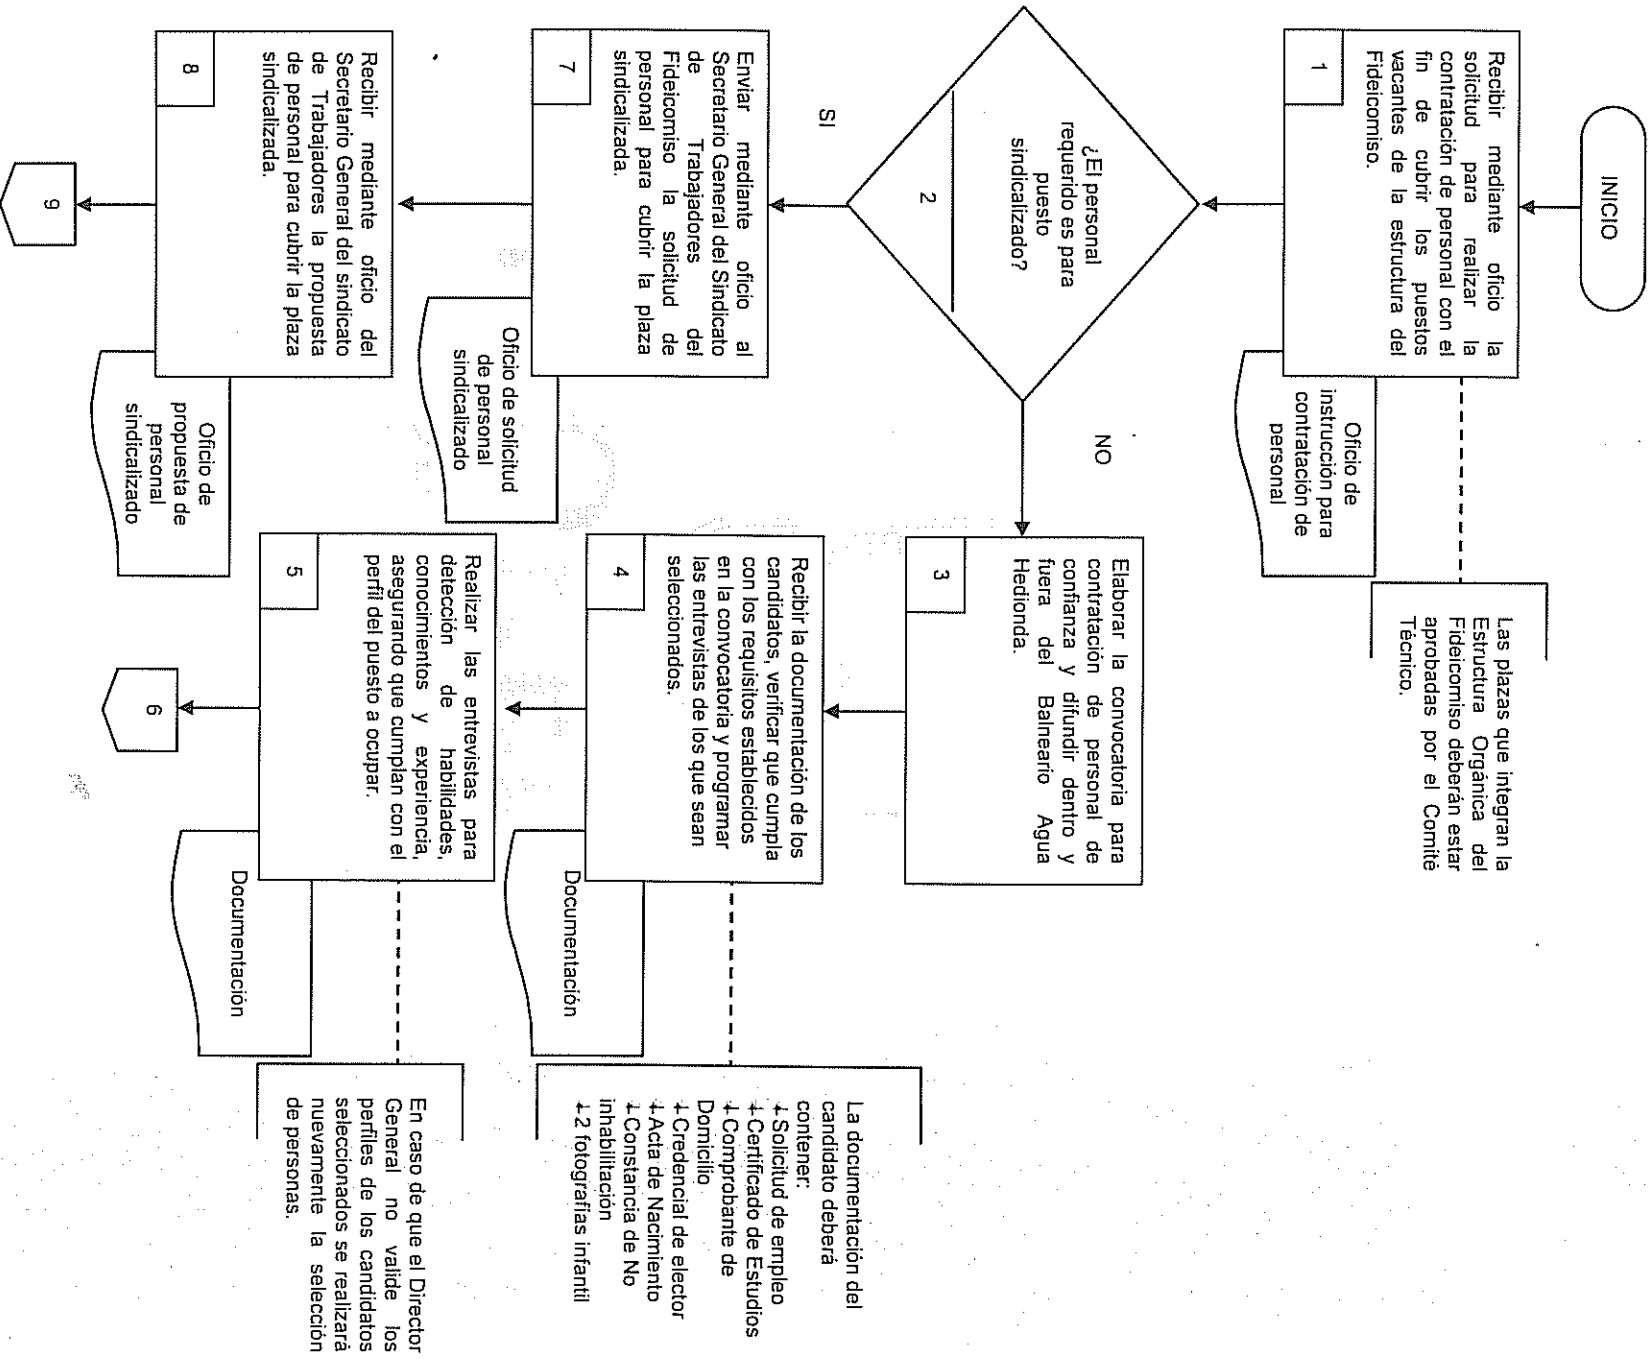 INICIO
Recibir mediante oficio la
solicitud para realizar la
contratación de personal con el
fin de cubrir los puestos
vacantes de la estructura del
Fideicomiso.
1
Oficio de
instrucción para
contratación de
personal
Las plazas que integran la
Estructura Orgánica del
Fideicomiso deberán estar
aprobadas por el Comité
Técnico.
¿El personal
requerido es para
puesto
sindicalizado?
2
NO
SI
Elaborar la convocatoria para
contratación de personal de
confianza y difundir dentro y
fuera del Balneario Agua
Hedionda.
3
Recibir la documentación de los
candidatos, verificar que cumpla
con los requisitos establecidos
en la convocatoria y programar
las entrevistas de los que sean
seleccionados.
4
Documentación
La documentación del
candidato deberá
contener:
Solicitud de empleo
Certificado de Estudios
Comprobante de
Domicilio
Credencial de elector
Acta de Nacimiento
Constancia de No
inhabilitación
2 fotografías infantil
Realizar las entrevistas para
detección de habilidades,
conocimientos y experiencia,
asegurando que cumplan con el
perfil del puesto a ocupar.
5
Documentación
En caso de que el Director
General no valide los
perfiles de los candidatos
seleccionados se realizará
nuevamente la selección
de personas.
6
Enviar mediante oficio al
Secretario General del Sindicato
de Trabajadores del
Fideicomiso la solicitud de
personal para cubrir la plaza
sindicalizada.
7
Oficio de solicitud
de personal
sindicalizado
Recibir mediante oficio del
Secretario General del sindicato
de Trabajadores la propuesta
de personal para cubrir la plaza
sindicalizada.
8
Oficio de
propuesta de
personal
sindicalizado
9